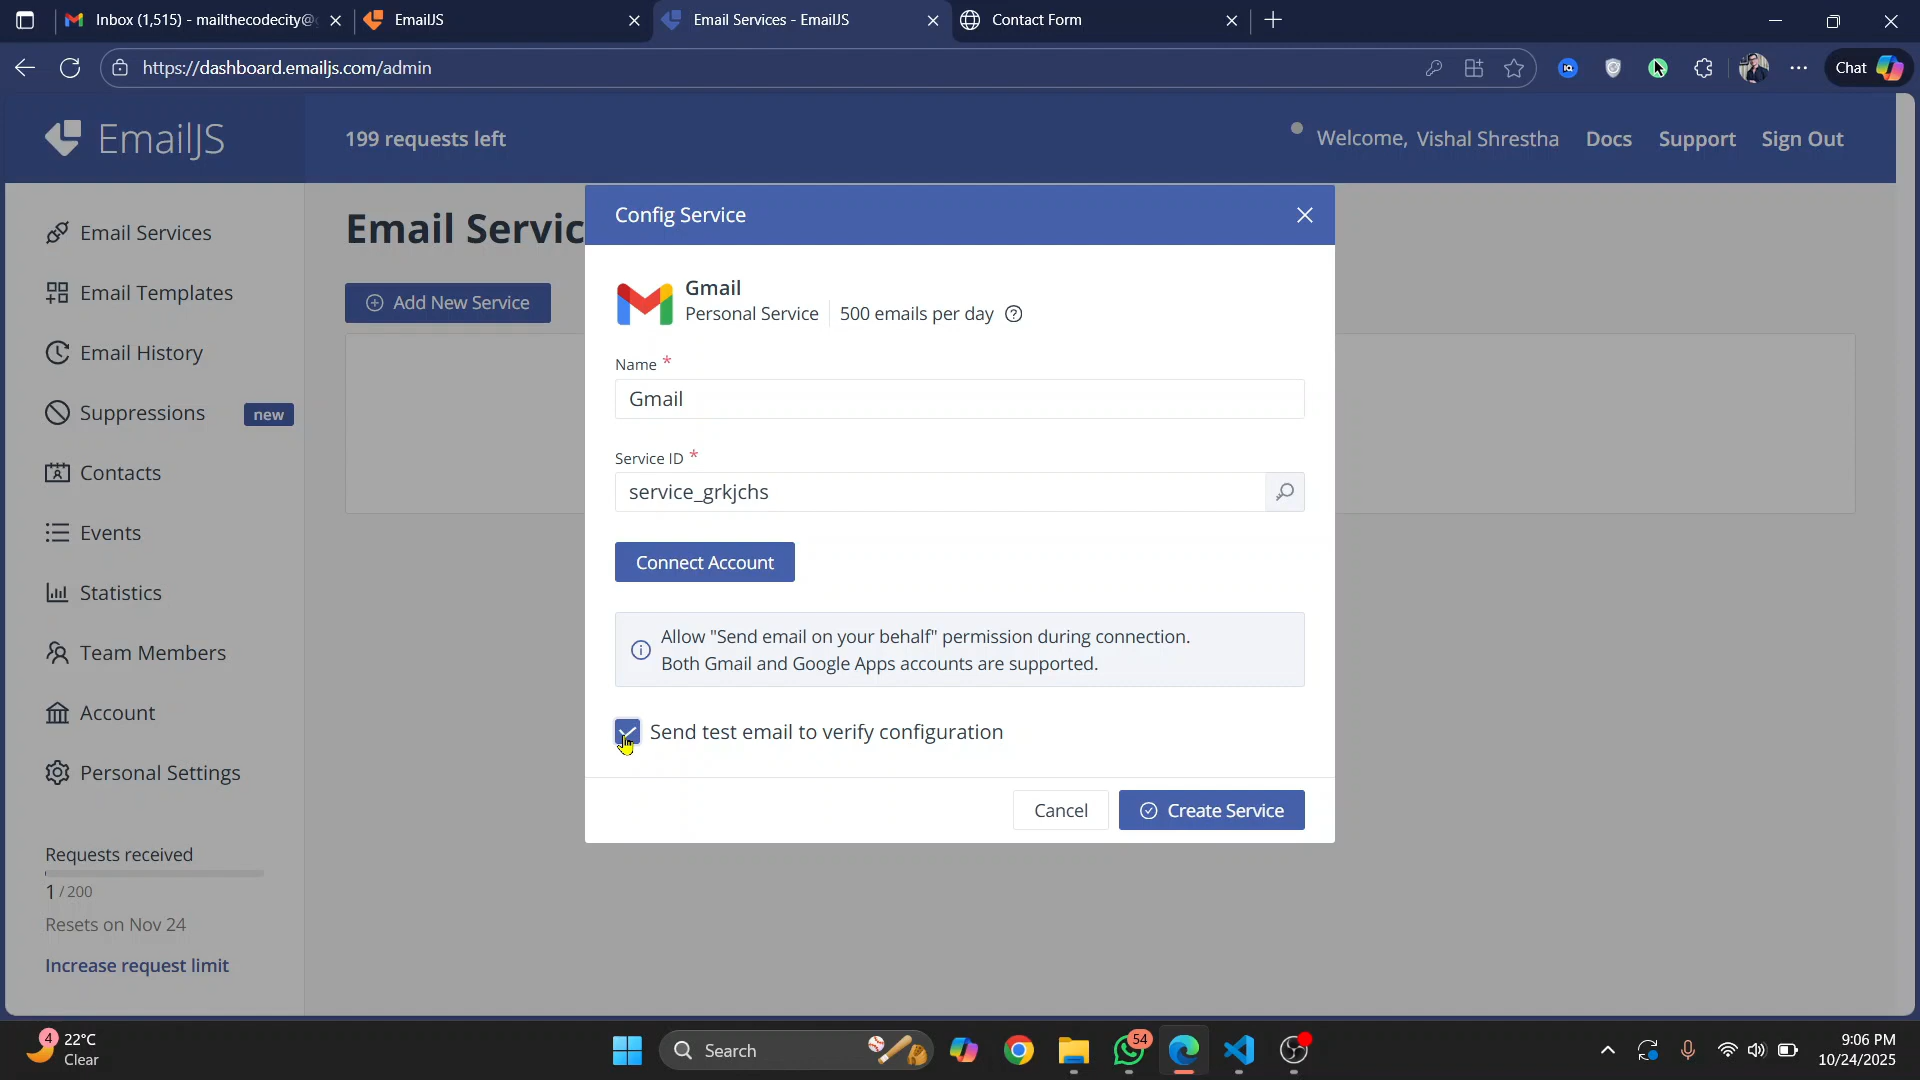 Inbox (1,515) - mailthecodecity@
EmailJS
Email Services - EmailJS
Contact Form
https://dashboard.emailjs.com/admin
Chat
EmailJS
199 requests left
Welcome, Vishal Shrestha
Docs
Support
Sign Out
Email Services
Email Templates
Email History
Suppressions
new
Contacts
Events
Statistics
Team Members
Account
Personal Settings
Requests received
1 / 200
Resets on Nov 24
Increase request limit
Email Servic
Add New Service
Config Service
Gmail
Personal Service
500 emails per day
Name *
Gmail
Service ID *
service_grkjchs
Connect Account
Allow "Send email on your behalf" permission during connection.
Both Gmail and Google Apps accounts are supported.
Send test email to verify configuration
Cancel
Create Service
4
22°C
Clear
Search
54
9:06 PM
10/24/2025